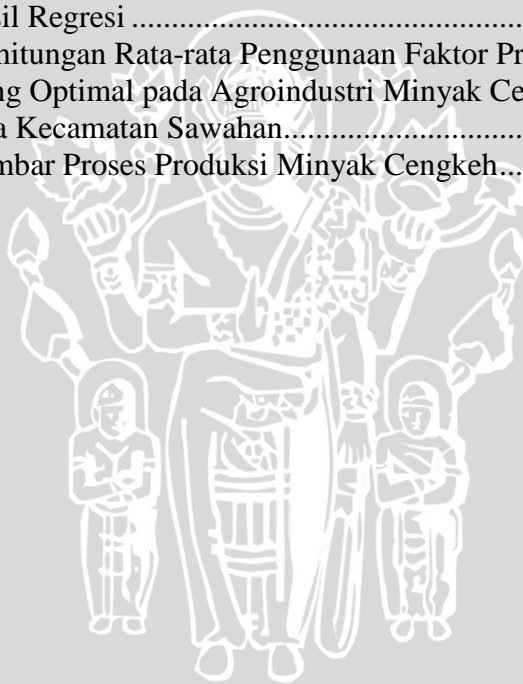 sil Regresi ........................................
hitungan Rata-rata Penggunaan Faktor Pr
ng Optimal pada Agroindustri Minyak Ce
a Kecamatan Sawahan........................
mbar Proses Produksi Minyak Cengkeh...